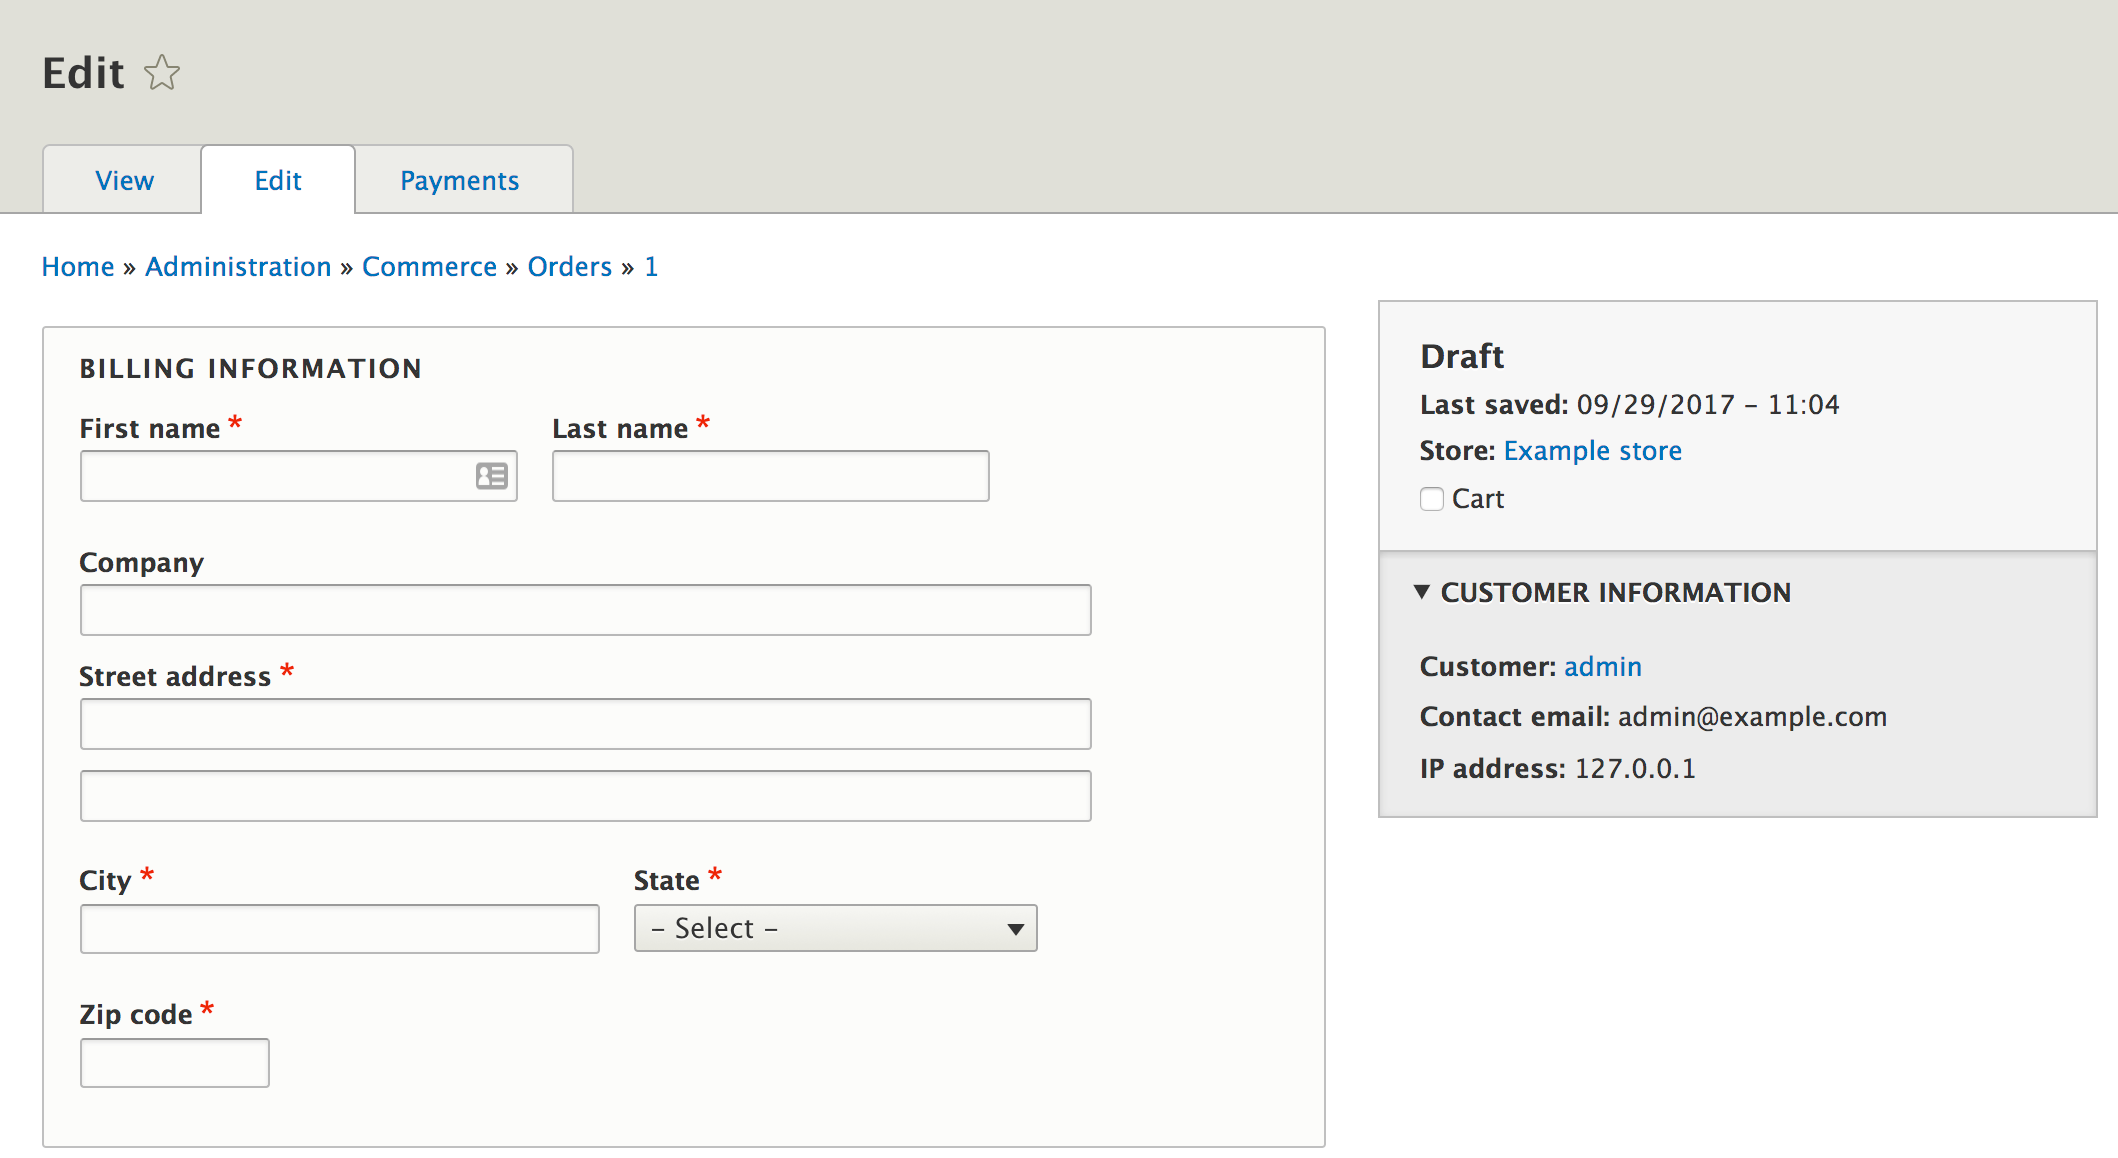 Edit
View Edit Payments
Home » Administration » Commerce » Orders » 1
BILLING INFORMATION
First name * Last name *
Company
Street address *
City * State *
– Select –
Zip code *
Draft
Last saved: 09/29/2017 – 11:04
Store: Example store
Cart
CUSTOMER INFORMATION
Customer: admin
Contact email: admin@example.com
IP address: 127.0.0.1